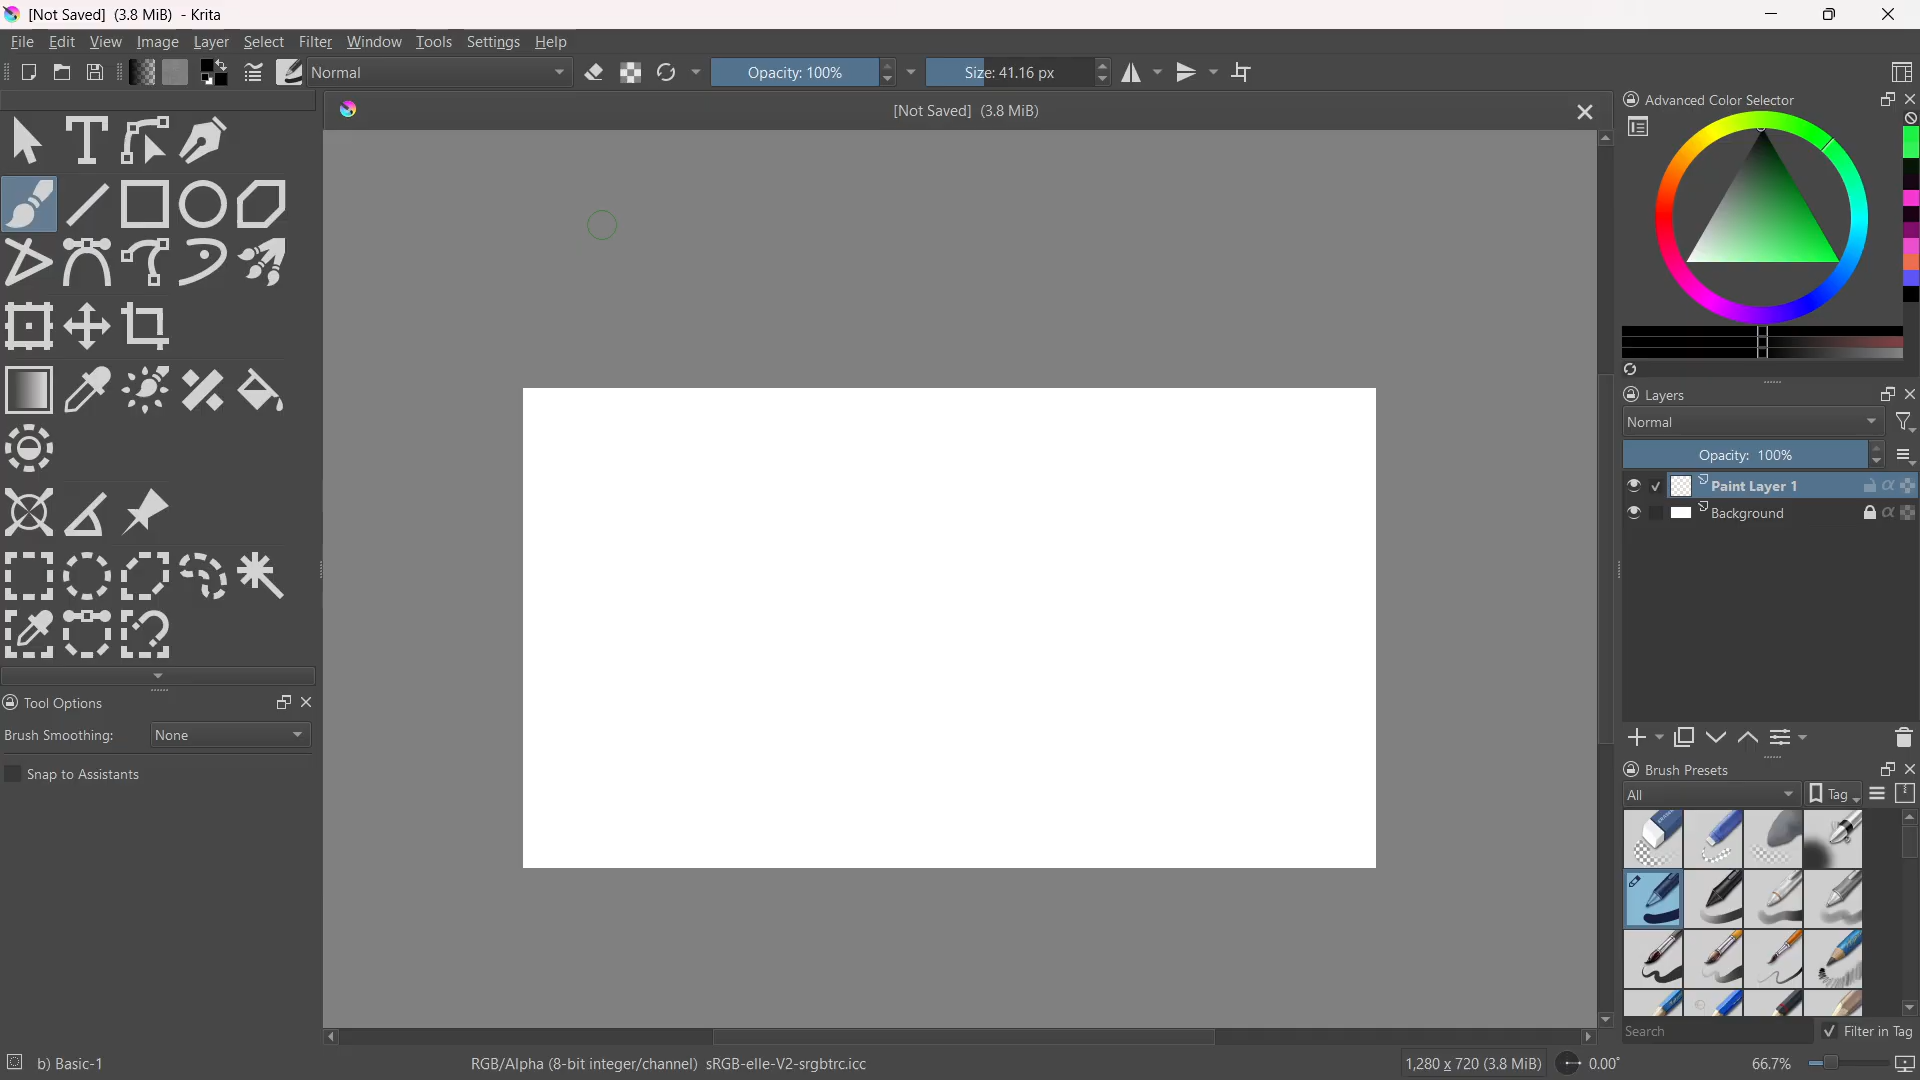 [Not Saved] (3.8 MiB) - Krita
File Edit View Image Layer Select Filter Window Tools Settings Help
Normal Opacity: 100% Size: 41.16 px
[Not Saved] (3.8 MiB)
Advanced Color Selector
Layers
Normal
Opacity: 100%
Paint Layer 1
Background
Tool Options
Brush Smoothing: None
Snap to Assistants
Brush Presets
All Tag
Search Filter in Tag
b) Basic-1 RGB/Alpha (8-bit integer/channel) sRGB-elle-V2-srgbtrc.icc 1,280 x 720 (3.8 MiB) 0.00° 66.7%